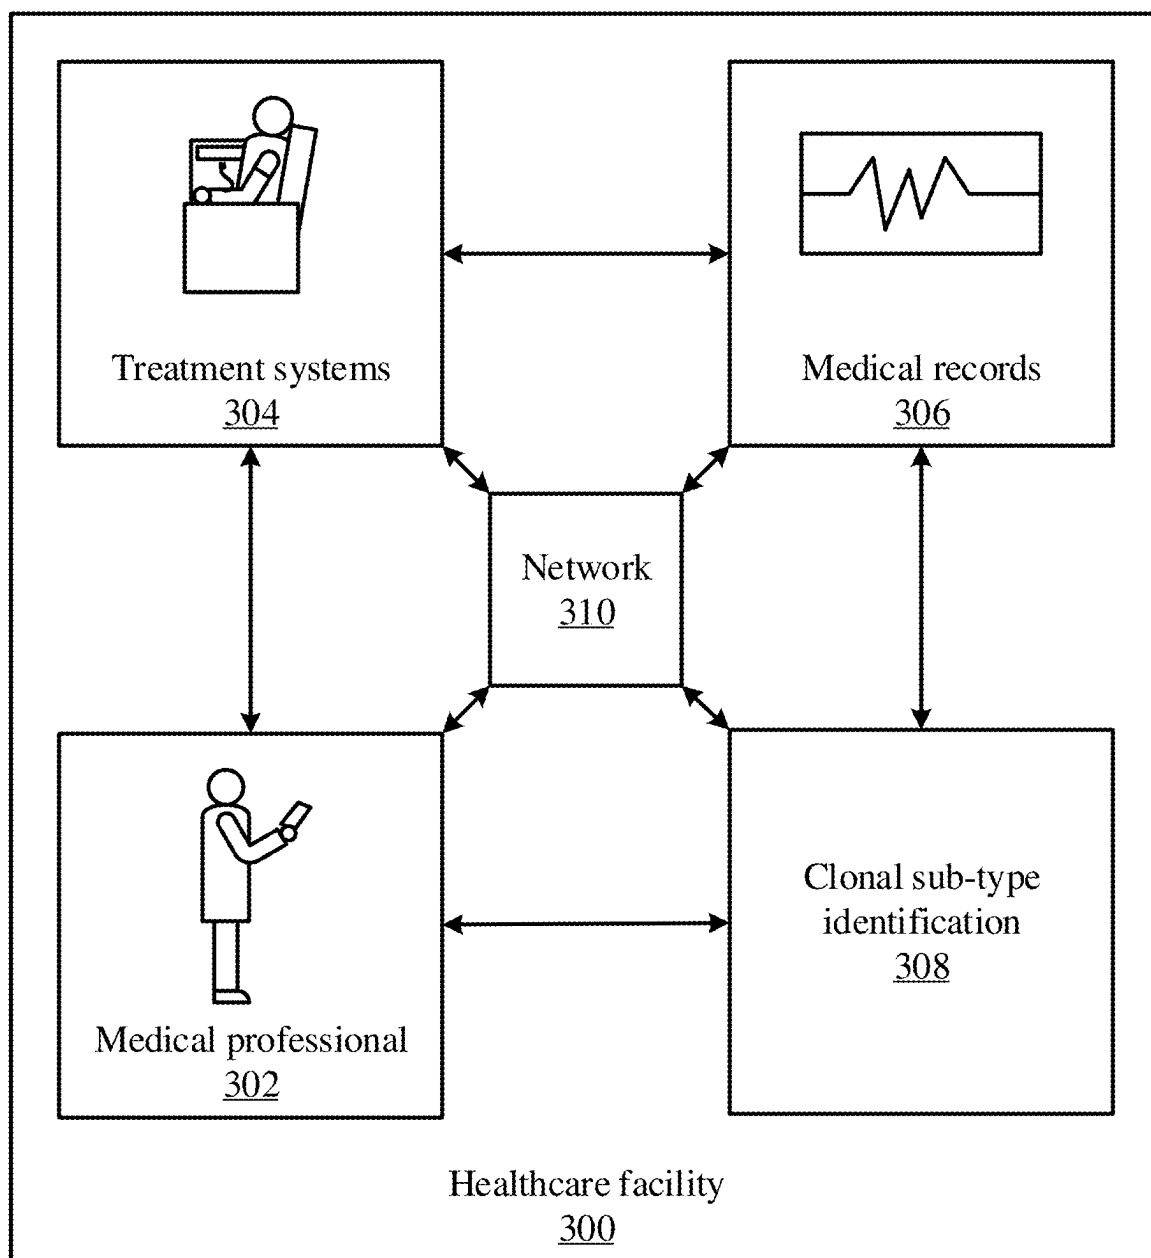 Treatment systems
304
Medical records
306
Network
310
Medical professional
302
Clonal sub-type
identification
308
Healthcare facility
300